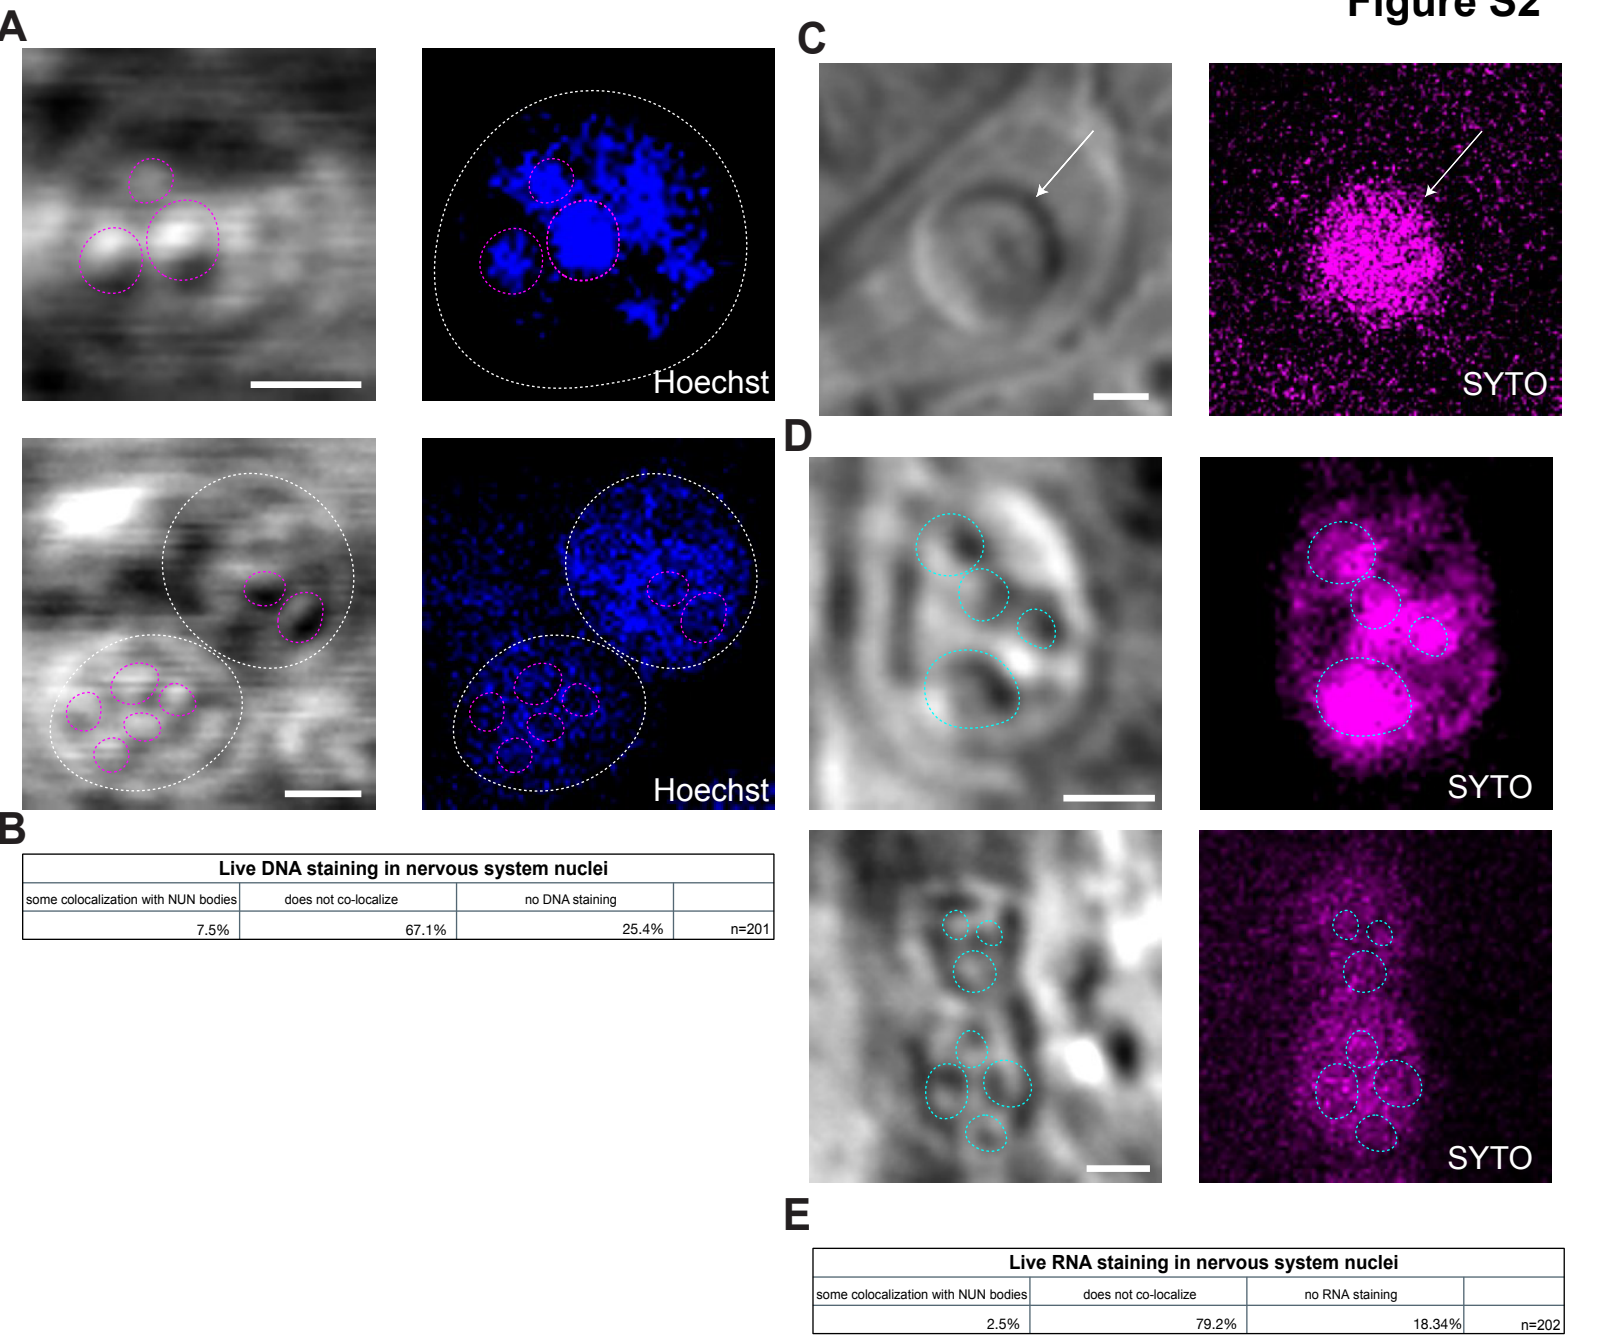 Figure S2
A
C
Hoechst
SYTO
D
Hoechst
SYTO
B
Live DNA staining in nervous system nuclei
some colocalization with NUN bodies does not co-localize no DNA staining
7.5% 67.1% 25.4% n=201
SYTO
E
Live RNA staining in nervous system nuclei
some colocalization with NUN bodies does not co-localize no RNA staining
2.5% 79.2% 18.34% n=202